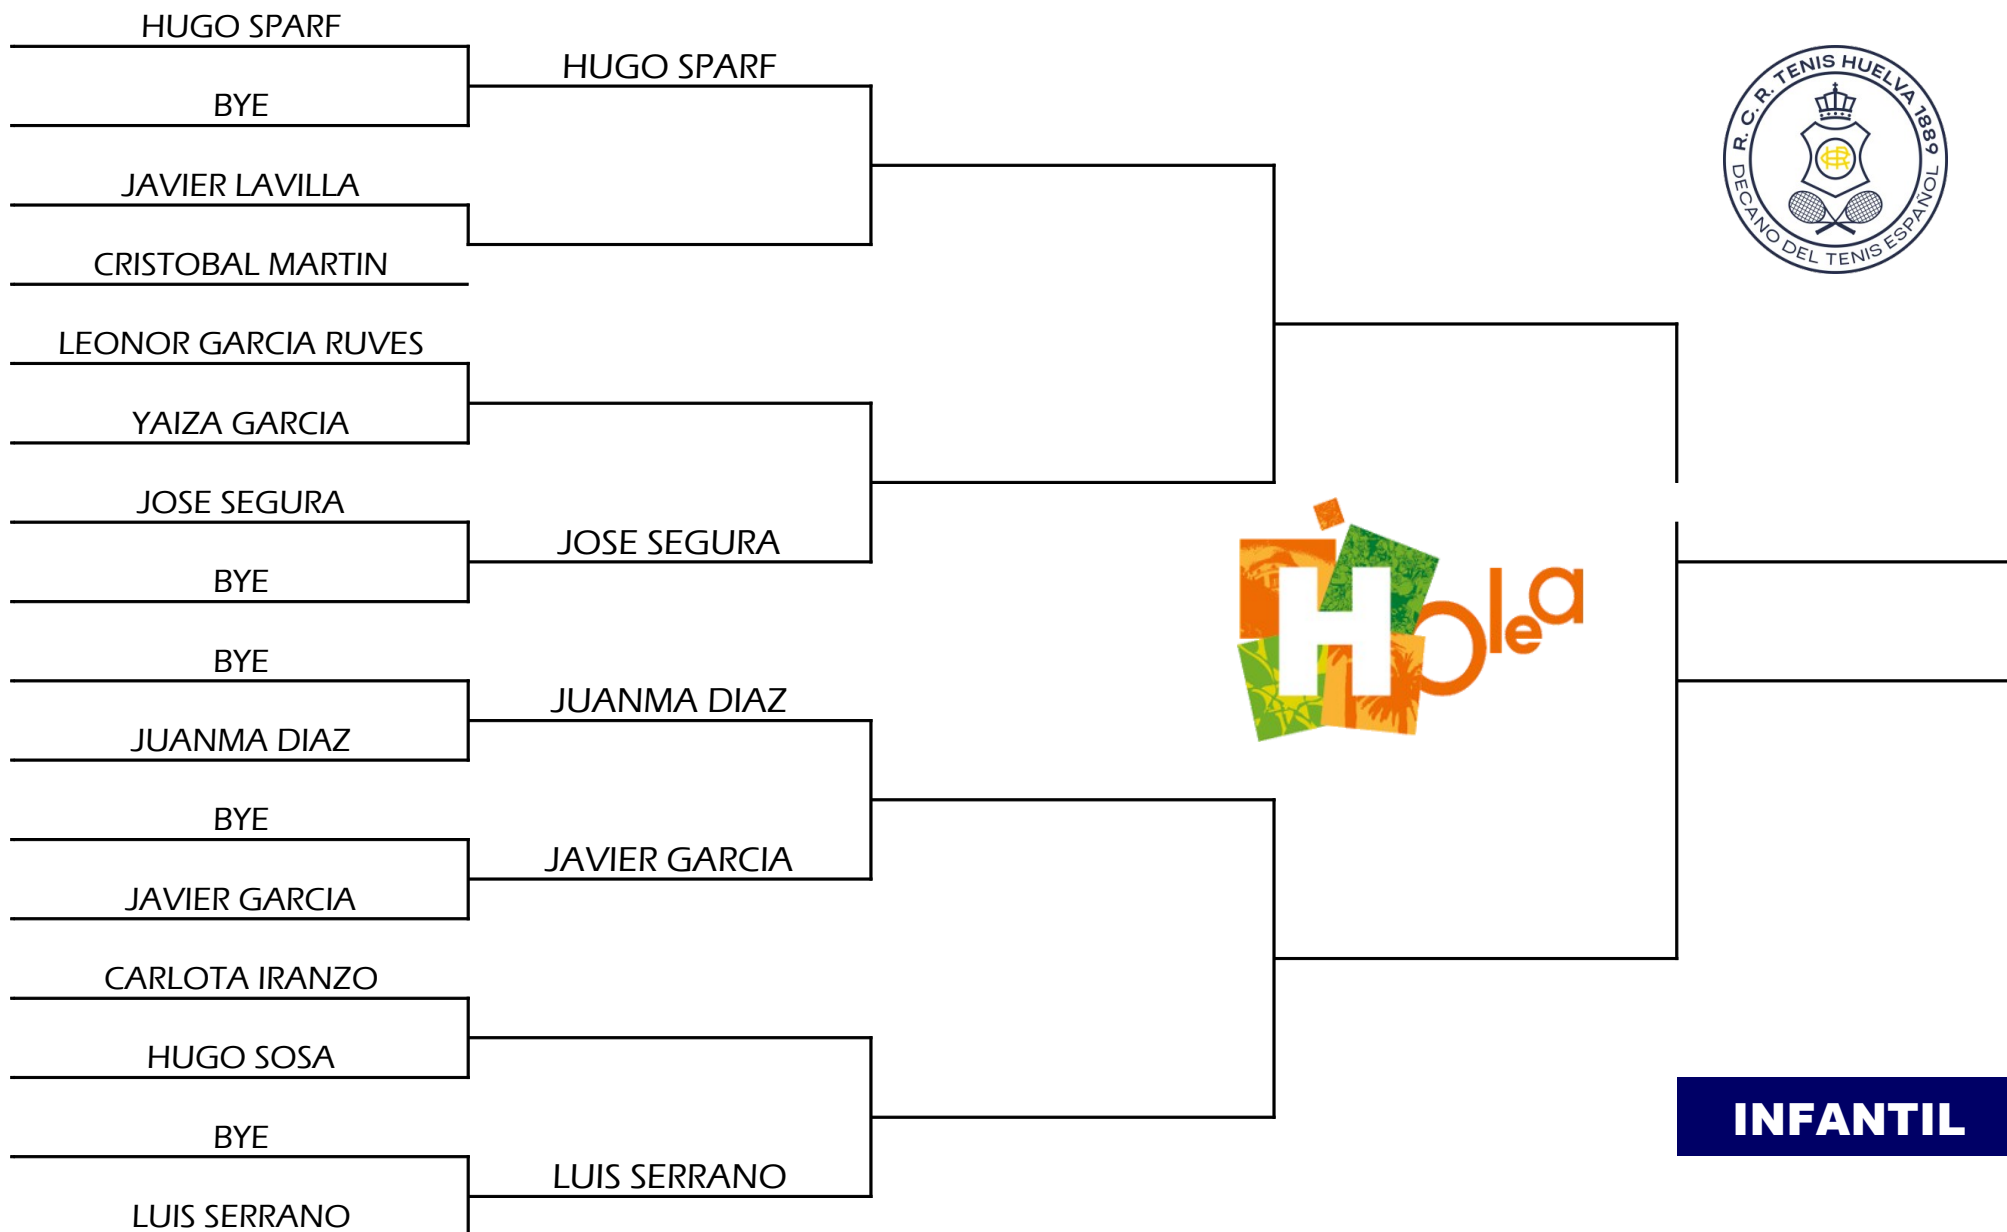 HUGO SPARF
HUGO SPARF
BYE
JAVIER LAVILLA
CRISTOBAL MARTIN
LEONOR GARCIA RUVES
YAIZA GARCIA
JOSE SEGURA
JOSE SEGURA
BYE
BYE
JUANMA DIAZ
JUANMA DIAZ
BYE
JAVIER GARCIA
JAVIER GARCIA
CARLOTA IRANZO
HUGO SOSA
BYE
LUIS SERRANO
LUIS SERRANO
R. C. R. TENIS HUELVA 1889
DECANO DEL TENIS ESPAÑOL
Holea
INFANTIL